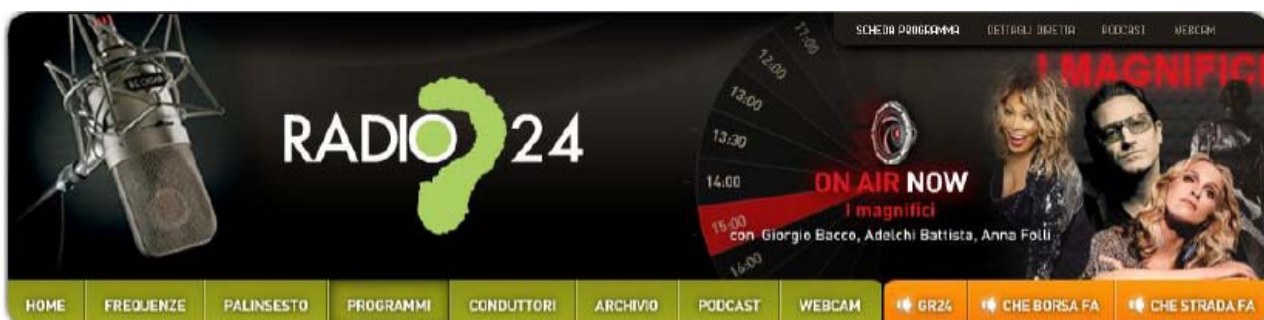 SCHEDA PROGRAMMA DETTAGLI DIRETTA PODCAST WEBCAM
I MAGNIFICI
RADIO 24
11:00
12:00
13:00
13:30
14:00
15:00
16:00
ON AIR NOW
I magnifici
con Giorgio Bacco, Adelchi Battista, Anna Folli
HOME FREQUENZE PALINSESTO PROGRAMMI CONDUTTORI ARCHIVIO PODCAST WEBCAM GR24 CHE BORSA FA CHE STRADA FA